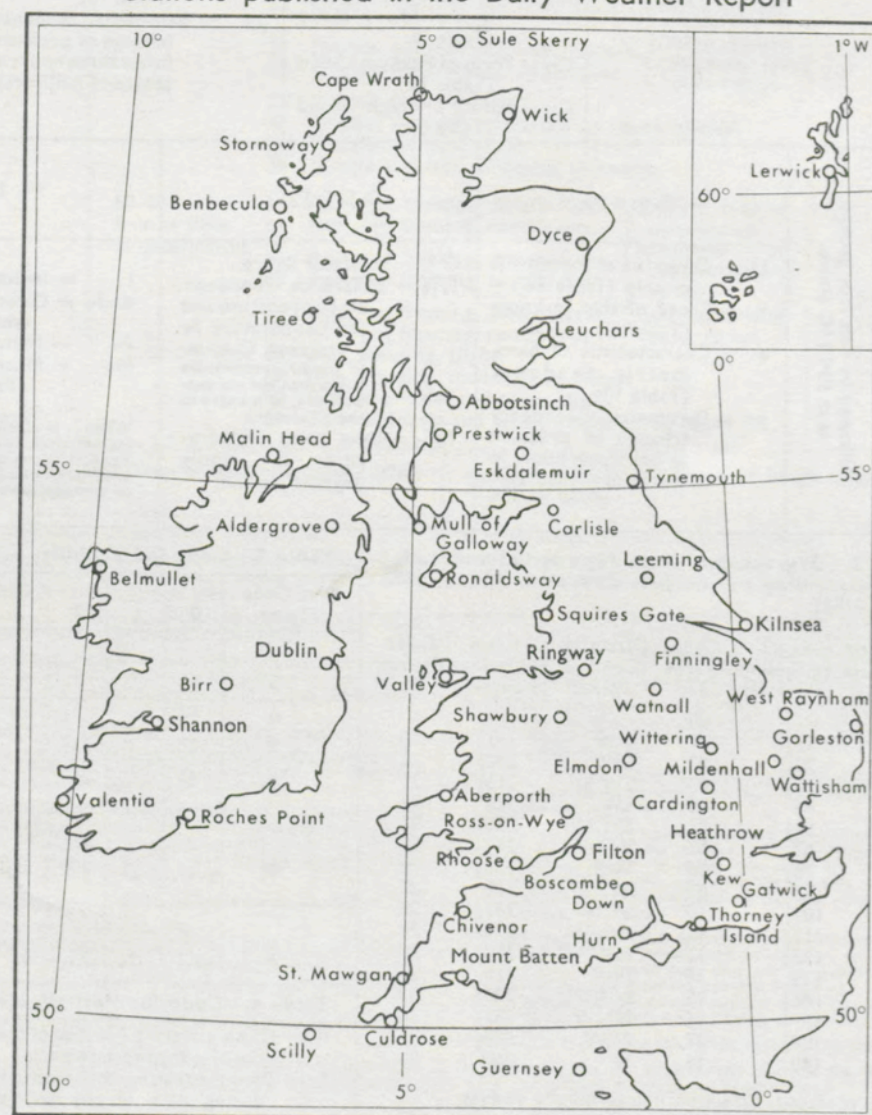 Stations published in the Daily Weather Report
10°
5°
Sule Skerry
1° W
Cape Wrath
Wick
Stornoway
Lerwick
Benbecula
60°
Dyce
Tiree
Leuchars
0°
Abbotsinch
Malin Head
Prestwick
55°
Eskdalemuir
Tynemouth
55°
Aldergrove
Mull of
Galloway
Carlisle
Belmullet
Leeming
Ronaldsway
Squires Gate
Kilnsea
Dublin
Ringway
Finningley
Birr
Valley
Watnall
West Raynham
Shannon
Shawbury
Wittering
Gorleston
Elmdon
Mildenhall
Wattisham
Valentia
Aberporth
Cardington
Roches Point
Ross-on-Wye
Heathrow
Rhoose
Filton
Kew
Boscombe
Down
Gatwick
Chivenor
Thorney
Island
Hurn
Mount Batten
St. Mawgan
50°
50°
Culdrose
Scilly
Guernsey
10°
5°
0°